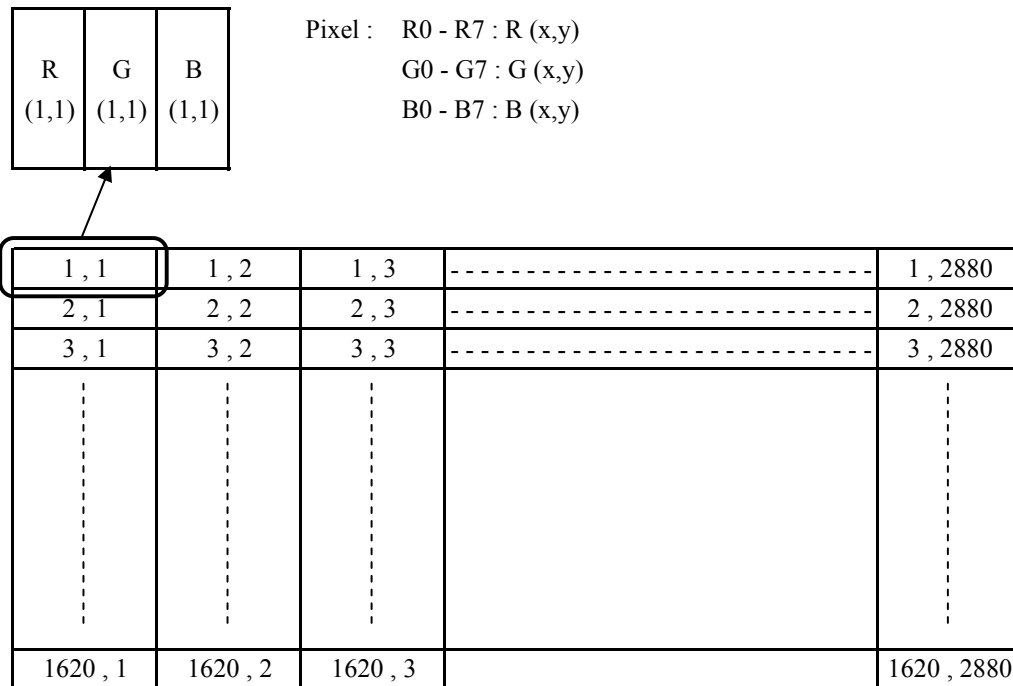 Pixel : R0 - R7 : R (x,y)
G0 - G7 : G (x,y)
B0 - B7 : B (x,y)
R G B
(1,1) (1,1) (1,1)
1 , 1 1 , 2 1 , 3 1 , 2880
2 , 1 2 , 2 2 , 3 2 , 2880
3 , 1 3 , 2 3 , 3 3 , 2880
1620 , 1 1620 , 2 1620 , 3 1620 , 2880